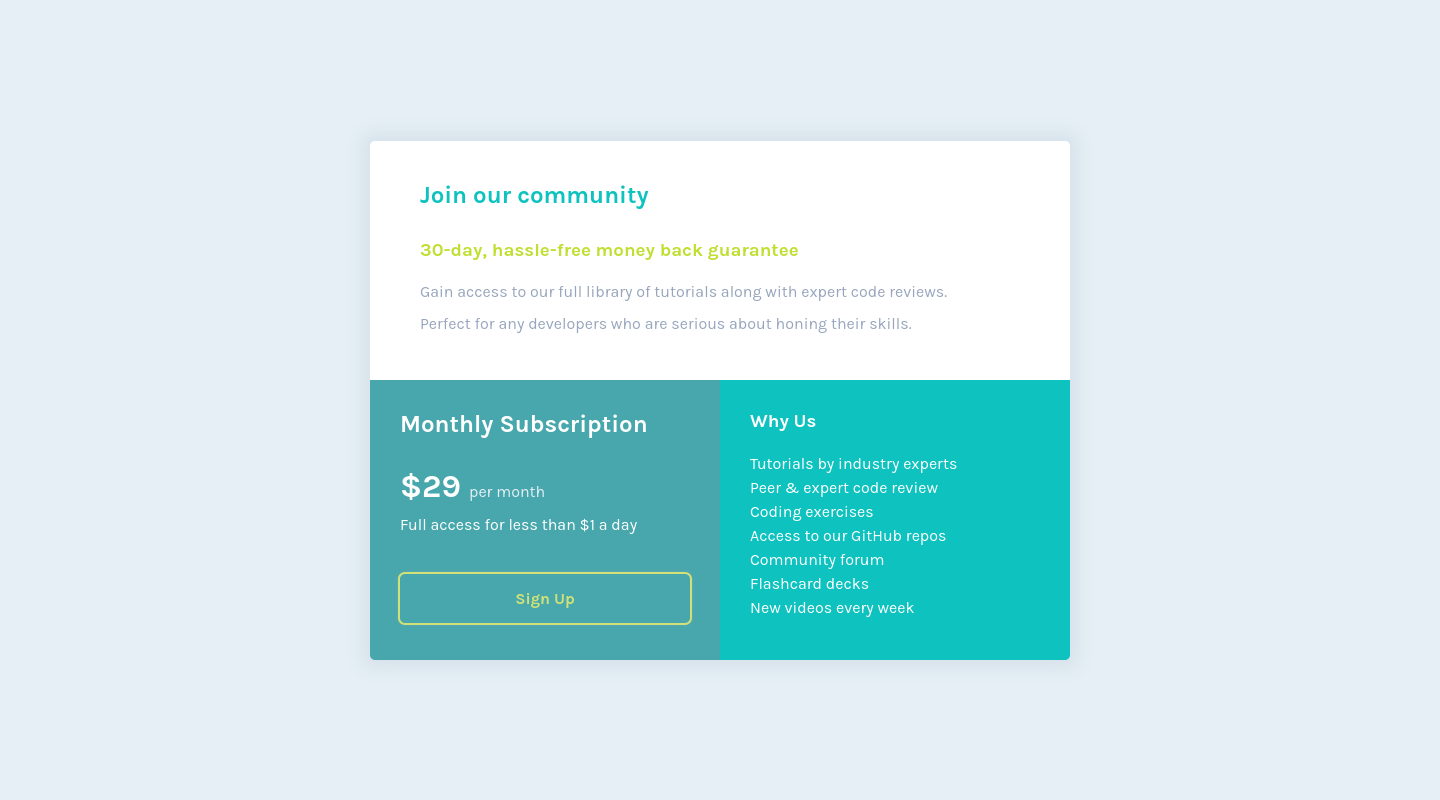 Join our community
30-day, hassle-free money back guarantee
Gain access to our full library of tutorials along with expert code reviews.
Perfect for any developers who are serious about honing their skills.
Monthly Subscription
$29 per month
Full access for less than $1 a day
Sign Up
Why Us
Tutorials by industry experts
Peer & expert code review
Coding exercises
Access to our GitHub repos
Community forum
Flashcard decks
New videos every week